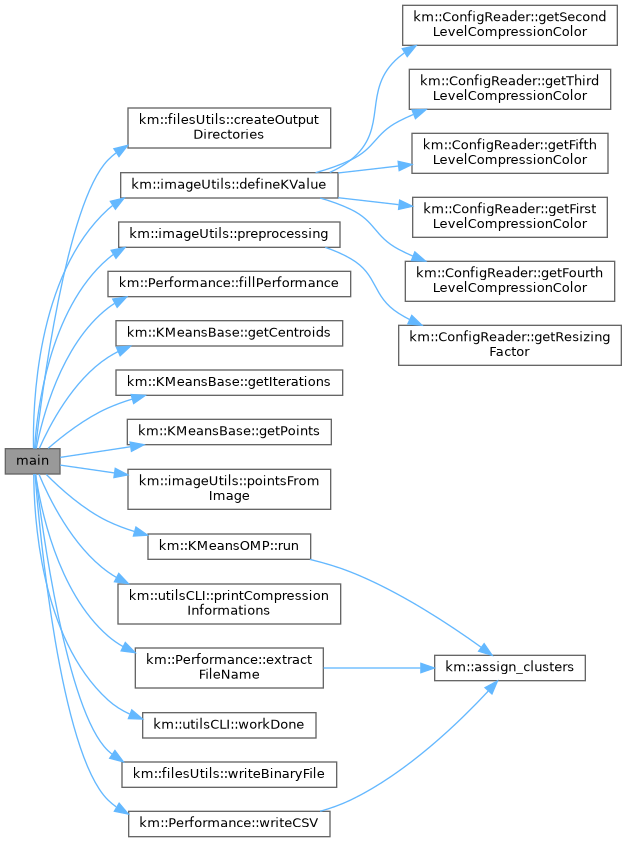 km::ConfigReader::getSecond
LevelCompressionColor
km::ConfigReader::getThird
LevelCompressionColor
km::filesUtils::createOutput
Directories
km::ConfigReader::getFifth
LevelCompressionColor
km::imageUtils::defineKValue
km::ConfigReader::getFirst
LevelCompressionColor
km::imageUtils::preprocessing
km::ConfigReader::getFourth
LevelCompressionColor
km::Performance::fillPerformance
km::KMeansBase::getCentroids
km::ConfigReader::getResizing
Factor
km::KMeansBase::getIterations
km::KMeansBase::getPoints
main
km::imageUtils::pointsFrom
Image
km::KMeansOMP::run
km::utilsCLI::printCompression
Informations
km::Performance::extract
FileName
km::assign_clusters
km::utilsCLI::workDone
km::filesUtils::writeBinaryFile
km::Performance::writeCSV